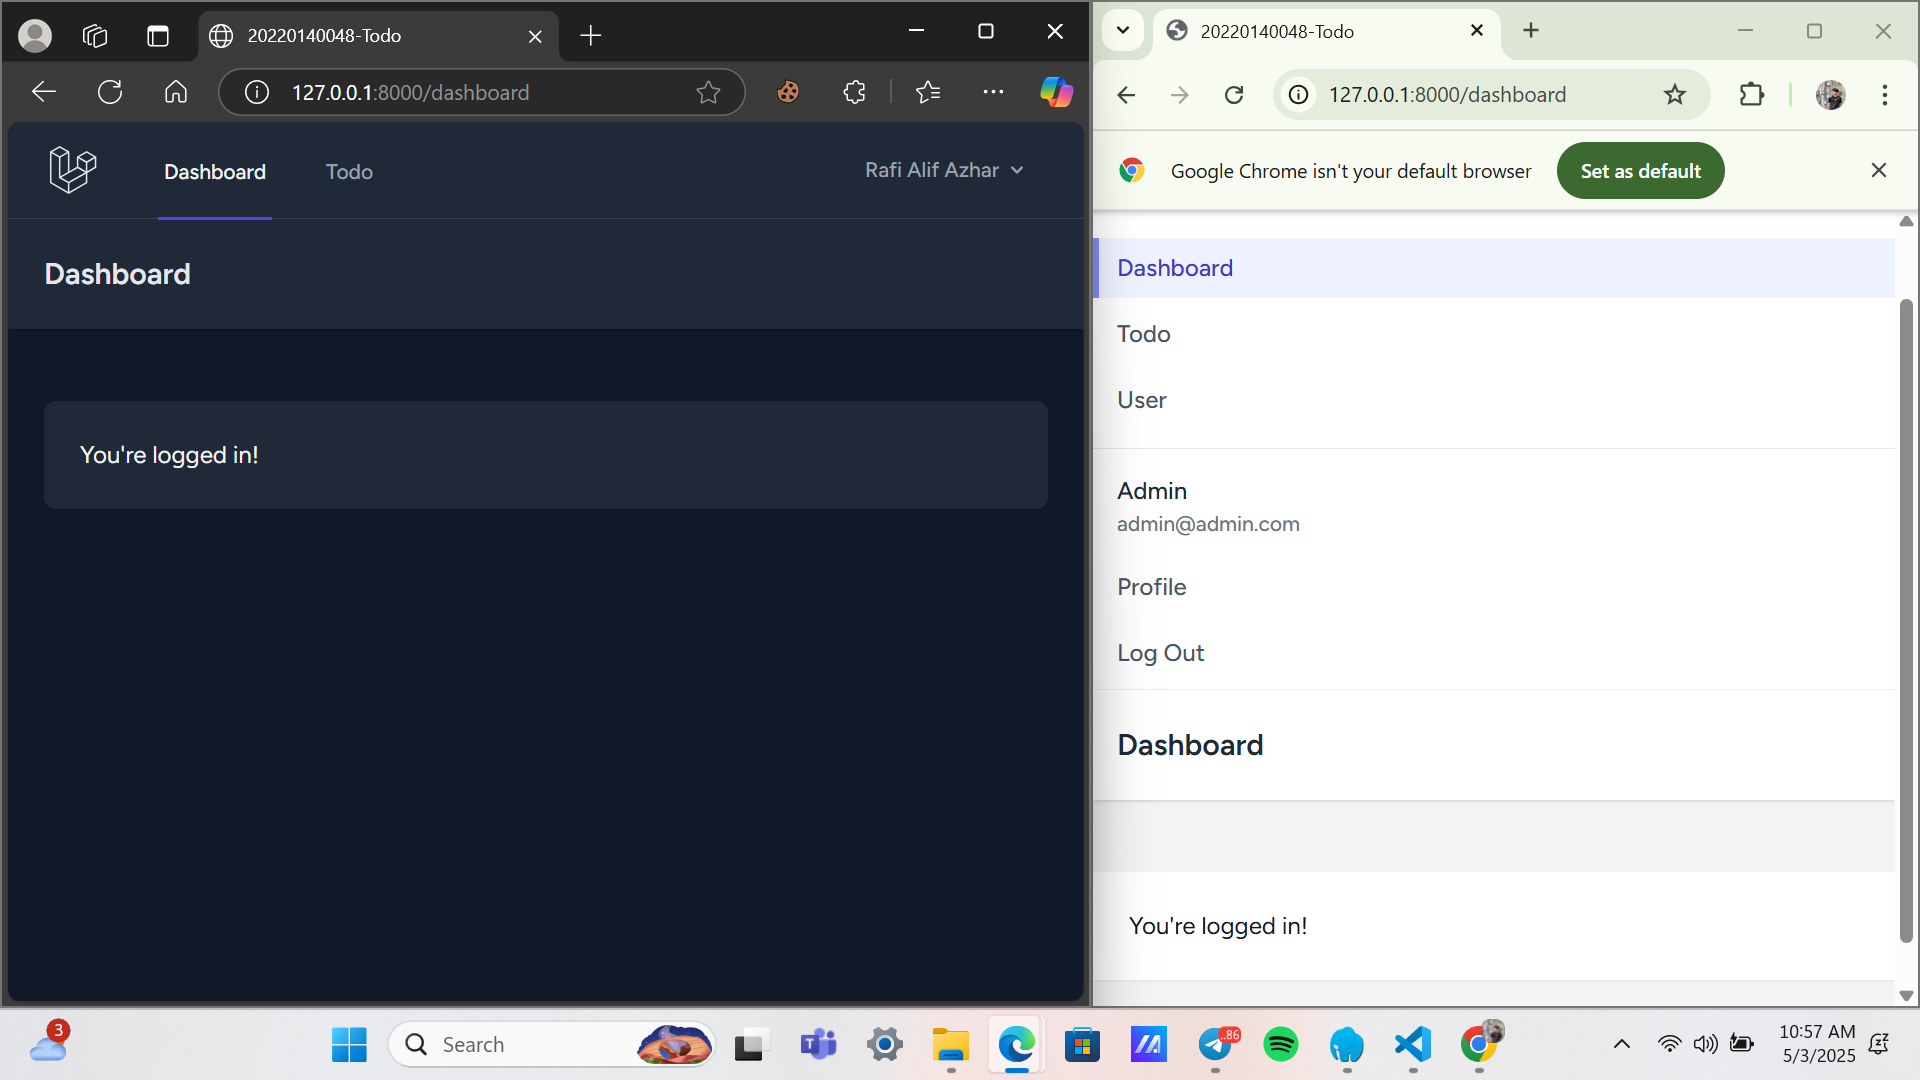 20220140048-Todo
127.0.0.1:8000/dashboard
Dashboard
Todo
Rafi Alif Azhar
Dashboard
You're logged in!
20220140048-Todo
127.0.0.1:8000/dashboard
Google Chrome isn't your default browser
Set as default
Dashboard
Todo
User
Admin
admin@admin.com
Profile
Log Out
Dashboard
You're logged in!
3
Search
..86
10:57 AM
5/3/2025